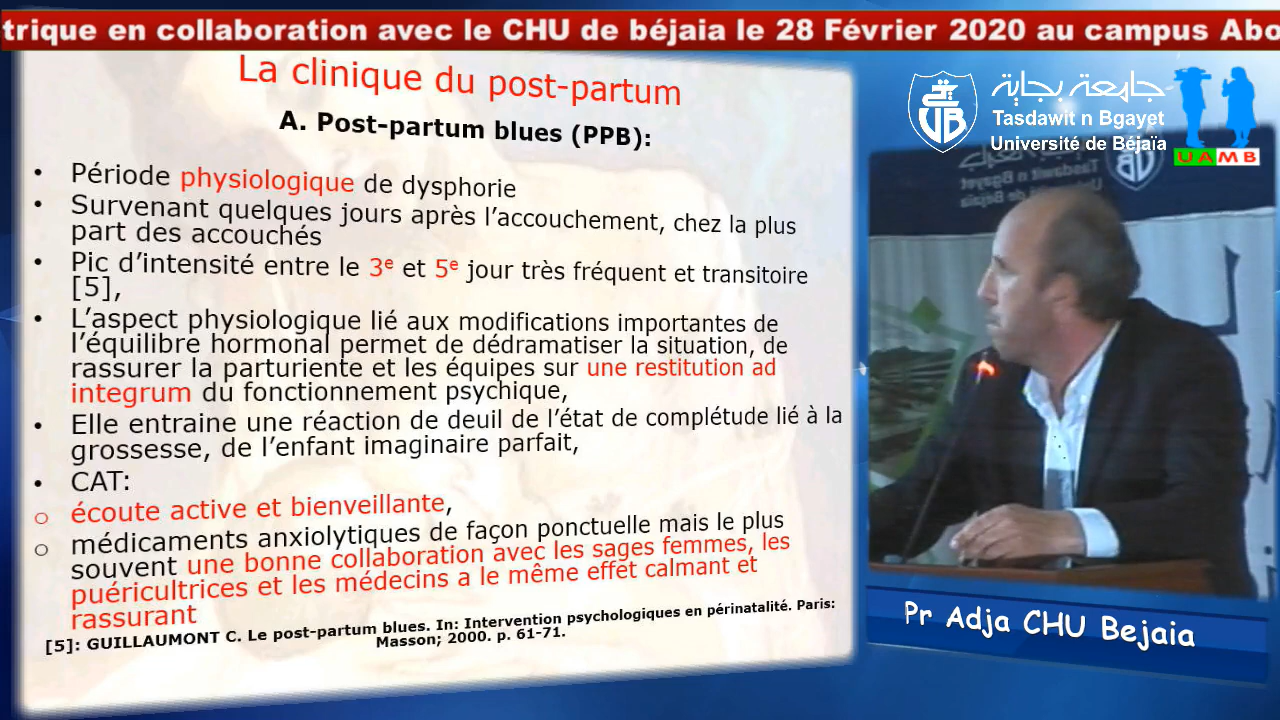 trique en collaboration avec le CHU de béjaia le 28 Février 2020 au campus Abo
La clinique du post-partum
A. Post-partum blues (PPB):
• Période physiologique de dysphorie
• Survenant quelques jours après l’accouchement, chez la plus
part des accouchés
• Pic d’intensité entre le 3e et 5e jour très fréquent et transitoire
[5],
• L’aspect physiologique lié aux modifications importantes de
l’équilibre hormonal permet de dédramatiser la situation, de
rassurer la parturiente et les équipes sur une restitution ad
integrum du fonctionnement psychique,
• Elle entraine une réaction de deuil de l’état de complétude lié à la
grossesse, de l’enfant imaginaire parfait,
• CAT:
o écoute active et bienveillante,
o médicaments anxiolytiques de façon ponctuelle mais le plus
souvent une bonne collaboration avec les sages femmes, les
puéricultrices et les médecins a le même effet calmant et
rassurant
[5]: GUILLAUMONT C. Le post-partum blues. In: Intervention psychologiques en périnatalité. Paris:
Masson; 2000. p. 61-71.
جامعة بجاية
Tasdawit n Bgayet
Université de Béjaïa
UAMB
Tasdawit n Bgayet
Université de Béjaïa
Pr Adja CHU Bejaia